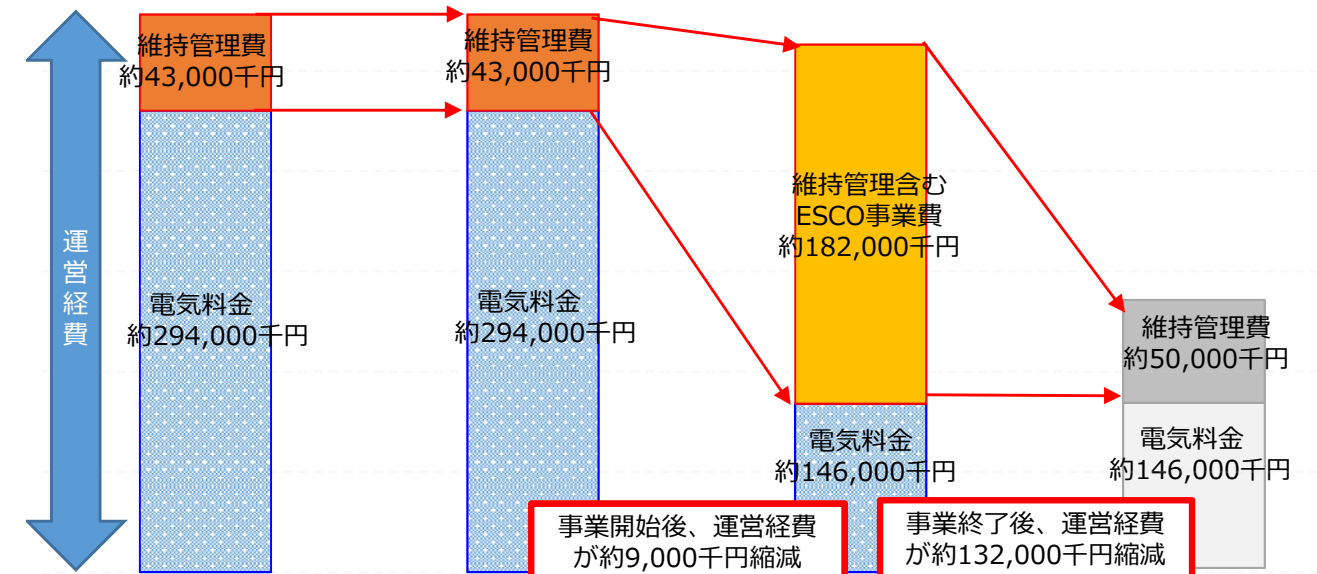 運営経費
維持管理費
約43,000千円
電気料金
約294,000千円
維持管理費
約43,000千円
電気料金
約294,000千円
維持管理含む
ESCO事業費
約182,000千円
電気料金
約146,000千円
維持管理費
約50,000千円
電気料金
約146,000千円
事業開始後、運営経費
が約9,000千円縮減
事業終了後、運営経費
が約132,000千円縮減